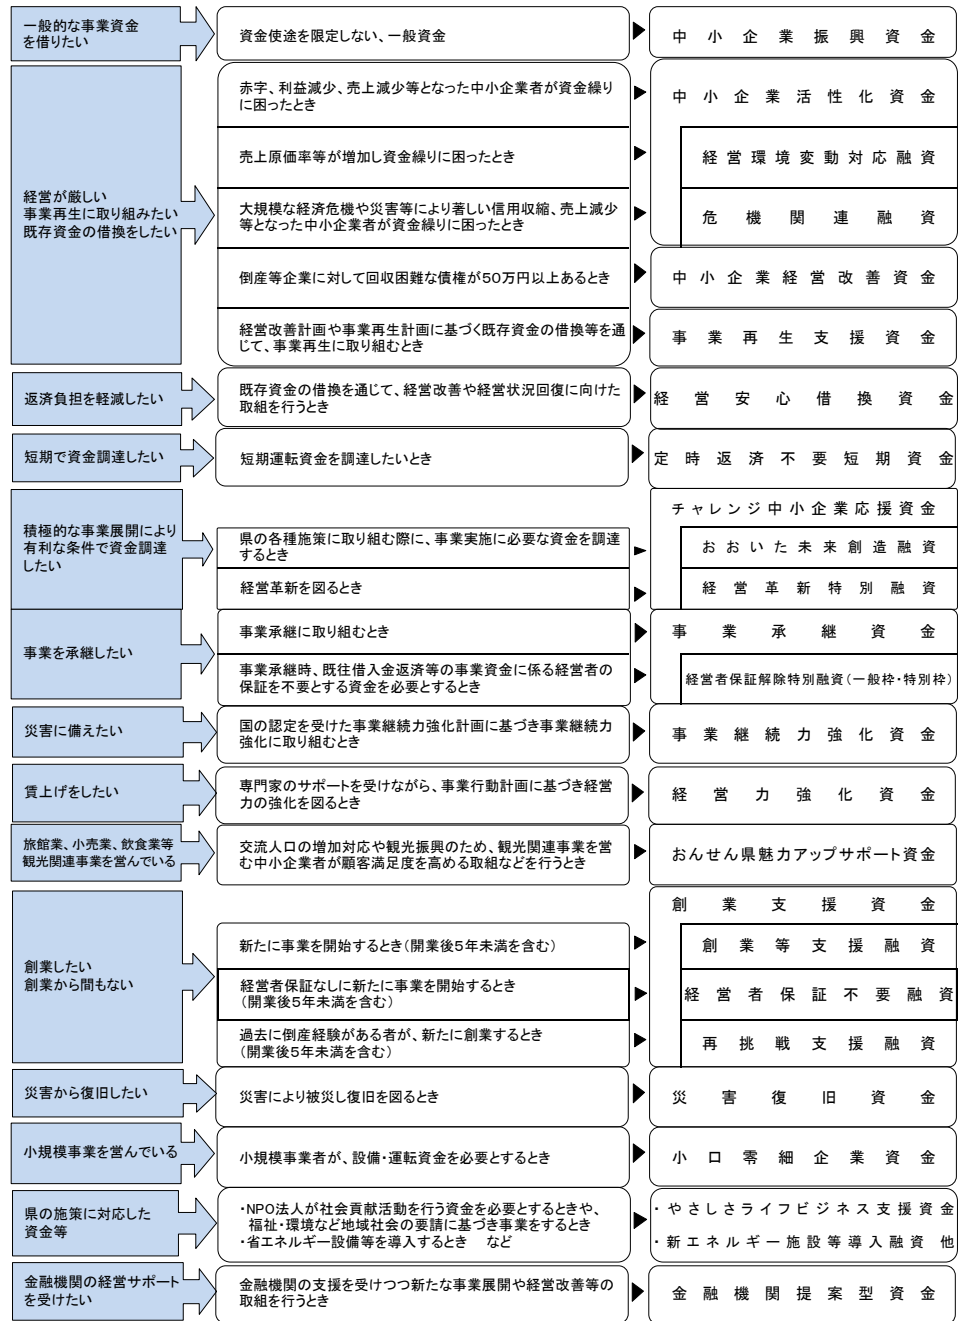 一般的な事業資金
を借りたい
資金使途を限定しない、一般資金
中小企業振興資金
経営が厳しい
事業再生に取り組みたい
既存資金の借換をしたい
赤字、利益減少、売上減少等となった中小企業者が資金繰り
に困ったとき
中小企業活性化資金
売上原価率等が増加し資金繰りに困ったとき
経営環境変動対応融資
大規模な経済危機や災害等により著しい信用収縮、売上減少
等となった中小企業者が資金繰りに困ったとき
危機関連融資
倒産等企業に対して回収困難な債権が50万円以上あるとき
中小企業経営改善資金
経営改善計画や事業再生計画に基づく既存資金の借換等を通
じて、事業再生に取り組むとき
事業再生支援資金
返済負担を軽減したい
既存資金の借換を通じて、経営改善や経営状況回復に向けた
取組を行うとき
経営安心借換資金
短期で資金調達したい
短期運転資金を調達したいとき
定時返済不要短期資金
積極的な事業展開により
有利な条件で資金調達
したい
チャレンジ中小企業応援資金
県の各種施策に取り組む際に、事業実施に必要な資金を調達
するとき
おおいた未来創造融資
経営革新を図るとき
経営革新特別融資
事業を承継したい
事業承継に取り組むとき
事業承継資金
事業承継時、既往借入金返済等の事業資金に係る経営者の
保証を不要とする資金を必要とするとき
経営者保証解除特別融資(一般枠・特別枠)
災害に備えたい
国の認定を受けた事業継続力強化計画に基づき事業継続力
強化に取り組むとき
事業継続力強化資金
賃上げをしたい
専門家のサポートを受けながら、事業行動計画に基づき経営
力の強化を図るとき
経営力強化資金
旅館業、小売業、飲食業等
観光関連事業を営んでいる
交流人口の増加対応や観光振興のため、観光関連事業を営
む中小企業者が顧客満足度を高める取組などを行うとき
おんせん県魅力アップサポート資金
創業したい
創業から間もない
創業支援資金
新たに事業を開始するとき(開業後5年未満を含む)
創業等支援融資
経営者保証なしに新たに事業を開始するとき
(開業後5年未満を含む)
経営者保証不要融資
過去に倒産経験がある者が、新たに創業するとき
(開業後5年未満を含む)
再挑戦支援融資
災害から復旧したい
災害により被災し復旧を図るとき
災害復旧資金
小規模事業を営んでいる
小規模事業者が、設備・運転資金を必要とするとき
小口零細企業資金
県の施策に対応した
資金等
・NPO法人が社会貢献活動を行う資金を必要とするときや、
福祉・環境など地域社会の要請に基づき事業をするとき
・省エネルギー設備等を導入するとき など
・やさしさライフビジネス支援資金
・新エネルギー施設等導入融資 他
金融機関の経営サポート
を受けたい
金融機関の支援を受けつつ新たな事業展開や経営改善等の
取組を行うとき
金融機関提案型資金